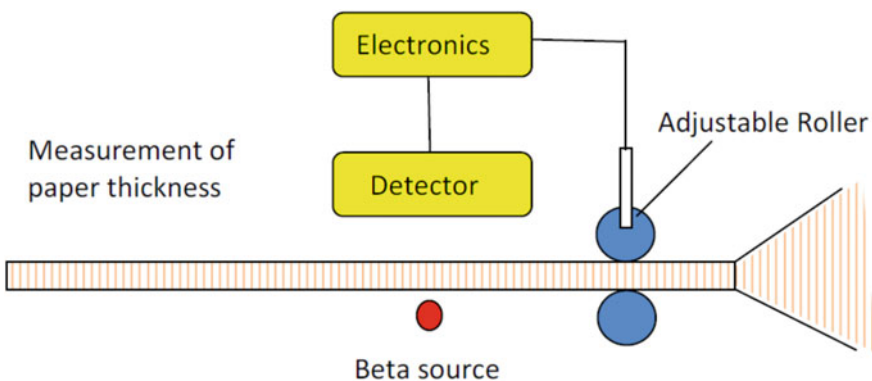 Electronics
Adjustable Roller
Measurement of
paper thickness
Detector
Beta source